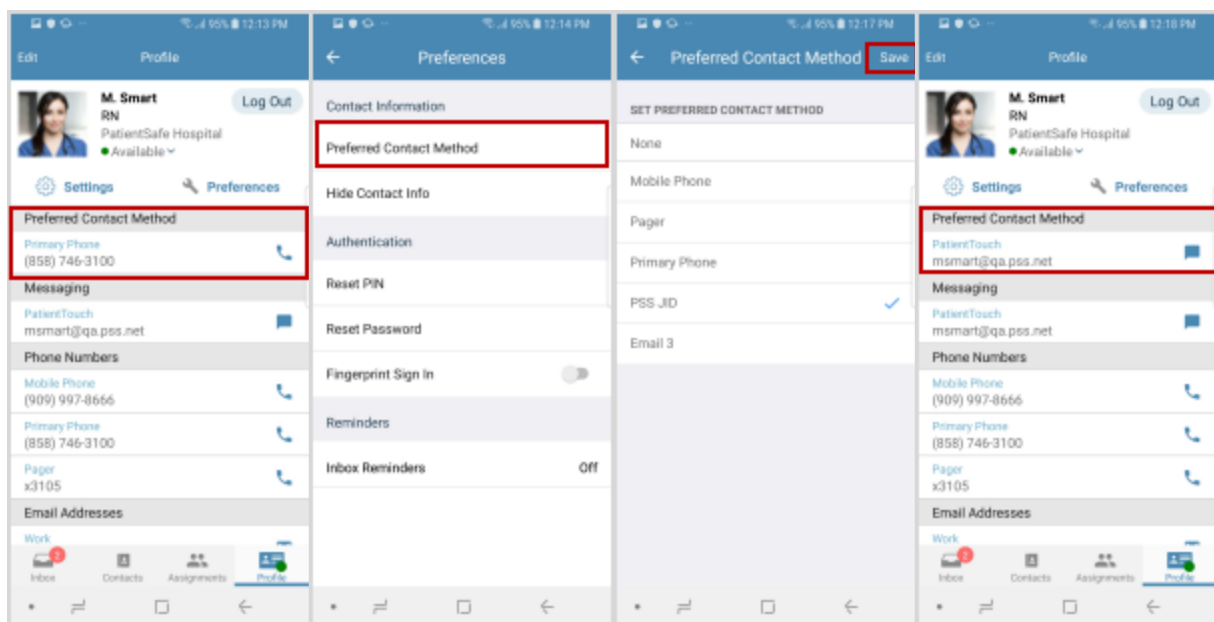 95% 12:13 PM
Edit Profile
M. Smart
Log Out
RN
PatientSafe Hospital
Available
Settings Preferences
Preferred Contact Method
Primary Phone
(858) 746-3100
Messaging
PatientTouch
msmart@qa.pss.net
Phone Numbers
Mobile Phone
(909) 997-8666
Primary Phone
(858) 746-3100
Pager
x3105
Email Addresses
Work
2
Inbox Contacts Assignments Profile
95% 12:14 PM
Preferences
Contact Information
Preferred Contact Method
Hide Contact Info
Authentication
Reset PIN
Reset Password
Fingerprint Sign In
Reminders
Inbox Reminders Off
95% 12:17 PM
Preferred Contact Method Save
SET PREFERRED CONTACT METHOD
None
Mobile Phone
Pager
Primary Phone
PSS JID
Email 3
95% 12:18 PM
Edit Profile
M. Smart
Log Out
RN
PatientSafe Hospital
Available
Settings Preferences
Preferred Contact Method
PatientTouch
msmart@qa.pss.net
Messaging
PatientTouch
msmart@qa.pss.net
Phone Numbers
Mobile Phone
(909) 997-8666
Primary Phone
(858) 746-3100
Pager
x3105
Email Addresses
Work
2
Inbox Contacts Assignments Profile